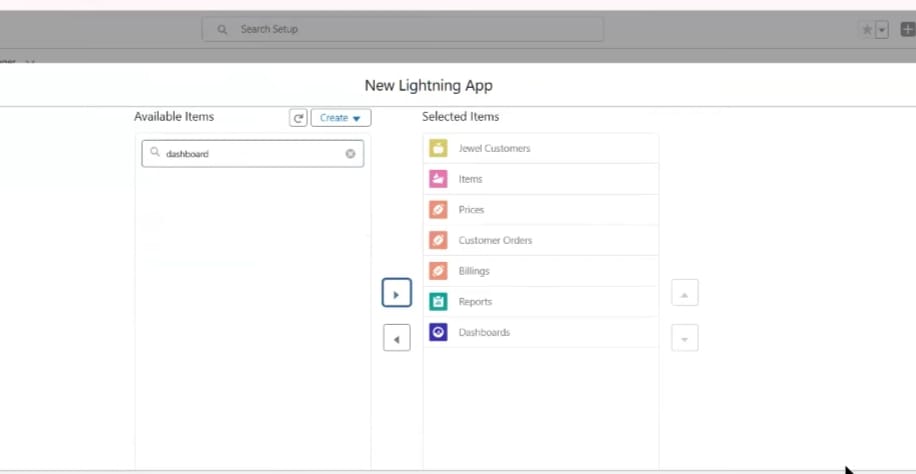 Search Setup
New Lightning App
Available Items
Create
Selected Items
dashboard
Jewel Customers
Items
Prices
Customer Orders
Billings
Reports
Dashboards